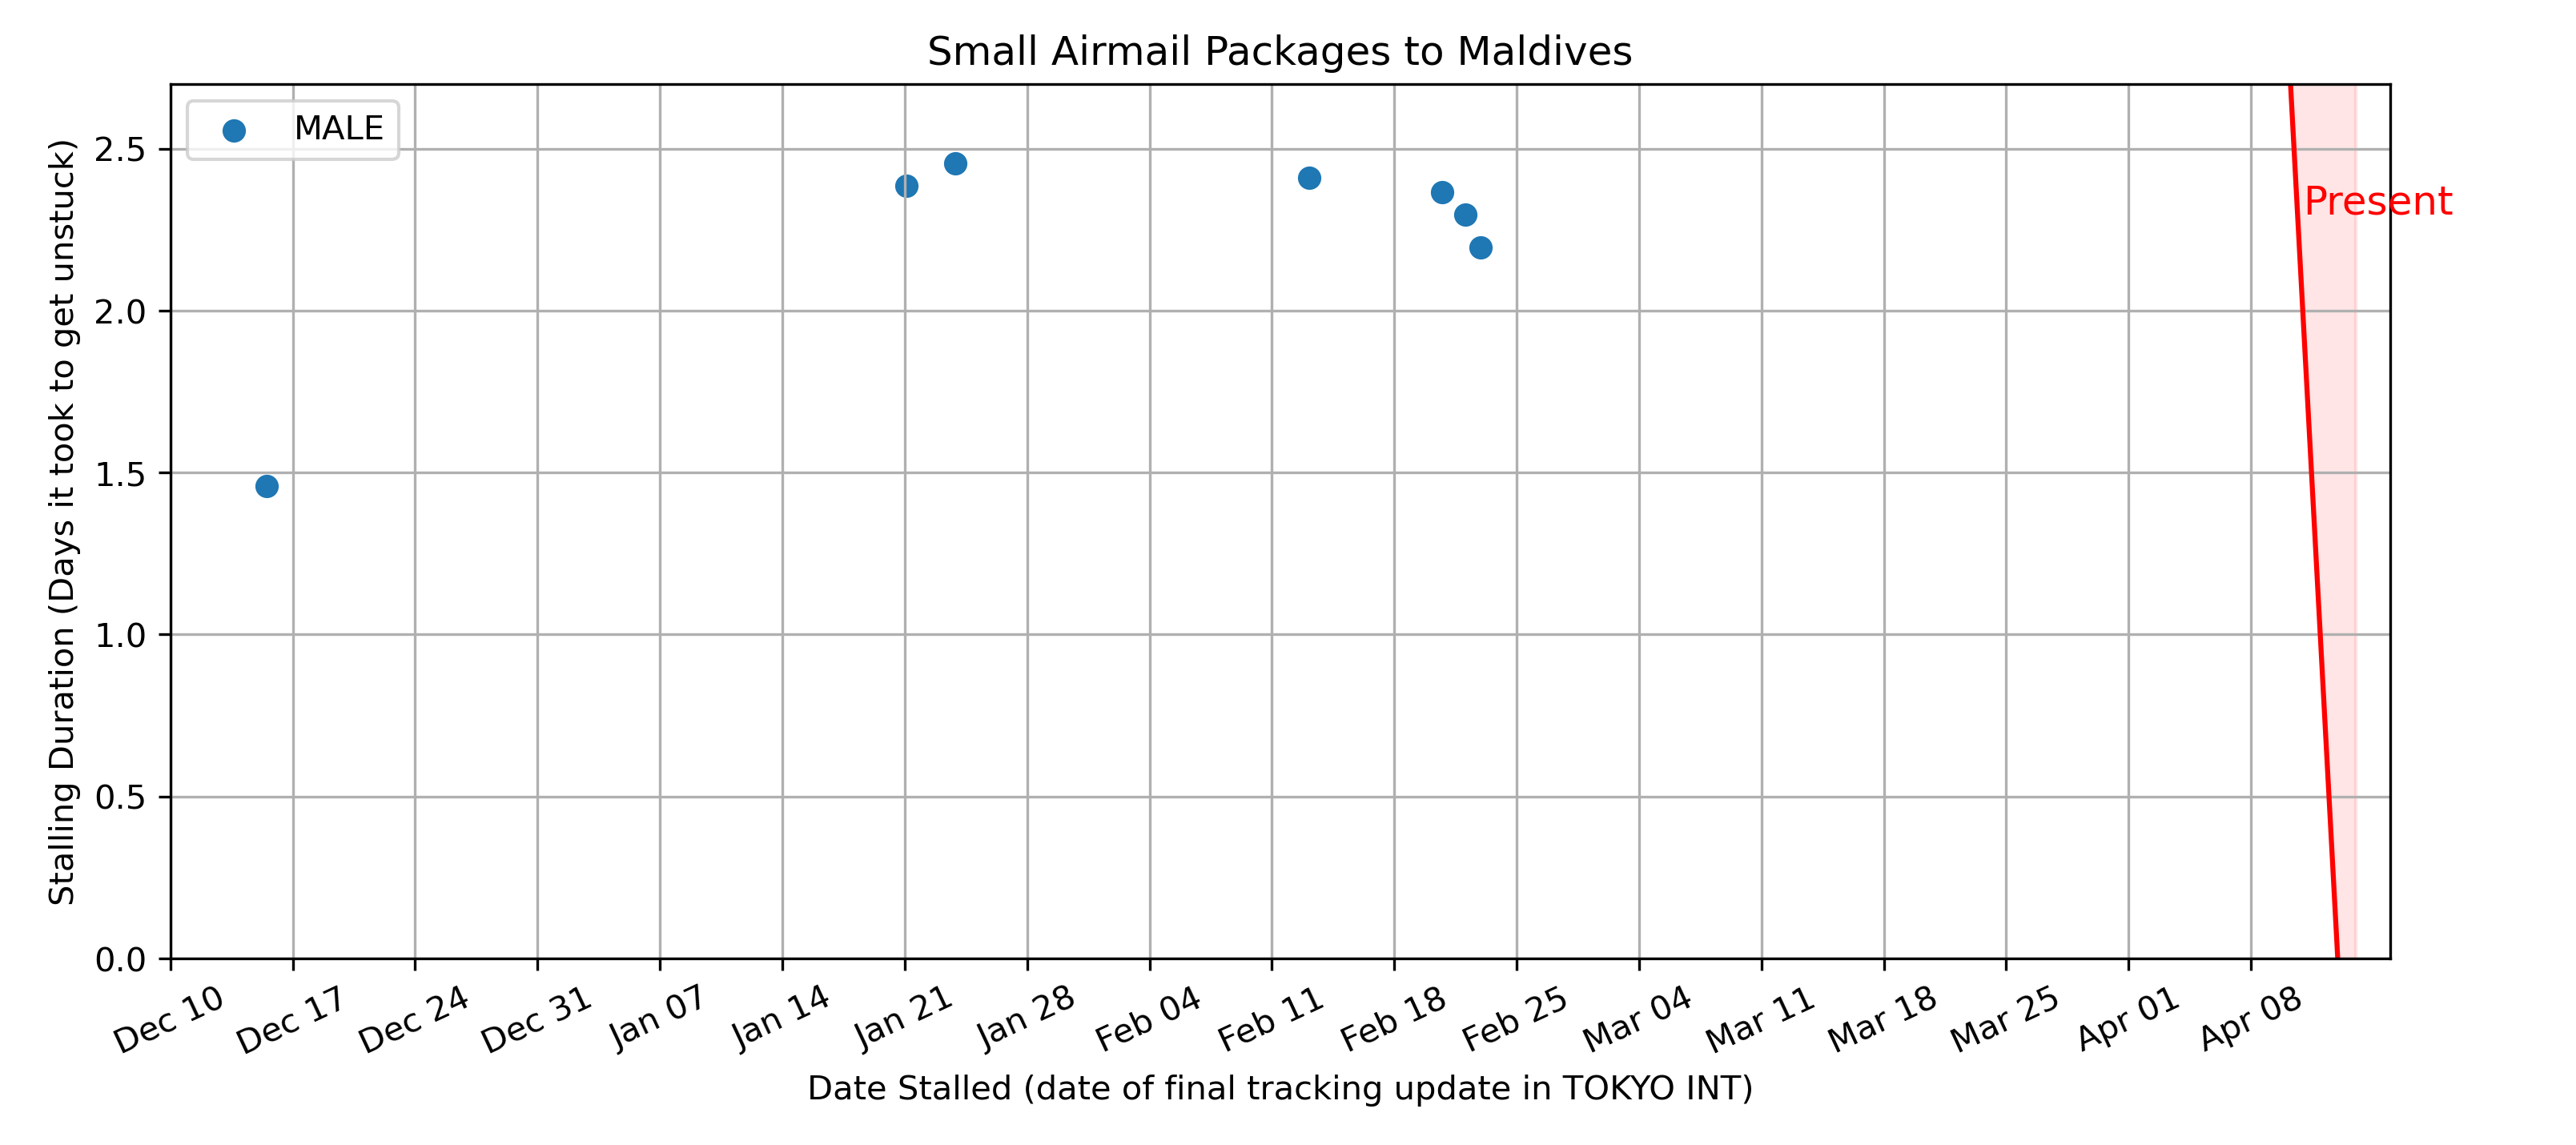 Small Airmail Packages to Maldives
MALE
Present
Stalling Duration (Days it took to get unstuck)
2.5
2.0
1.5
1.0
0.5
0.0
Dec 10 Dec 17 Dec 24 Dec 31 Jan 07 Jan 14 Jan 21 Jan 28 Feb 04 Feb 11 Feb 18 Feb 25 Mar 04 Mar 11 Mar 18 Mar 25 Apr 01 Apr 08
Date Stalled (date of final tracking update in TOKYO INT)